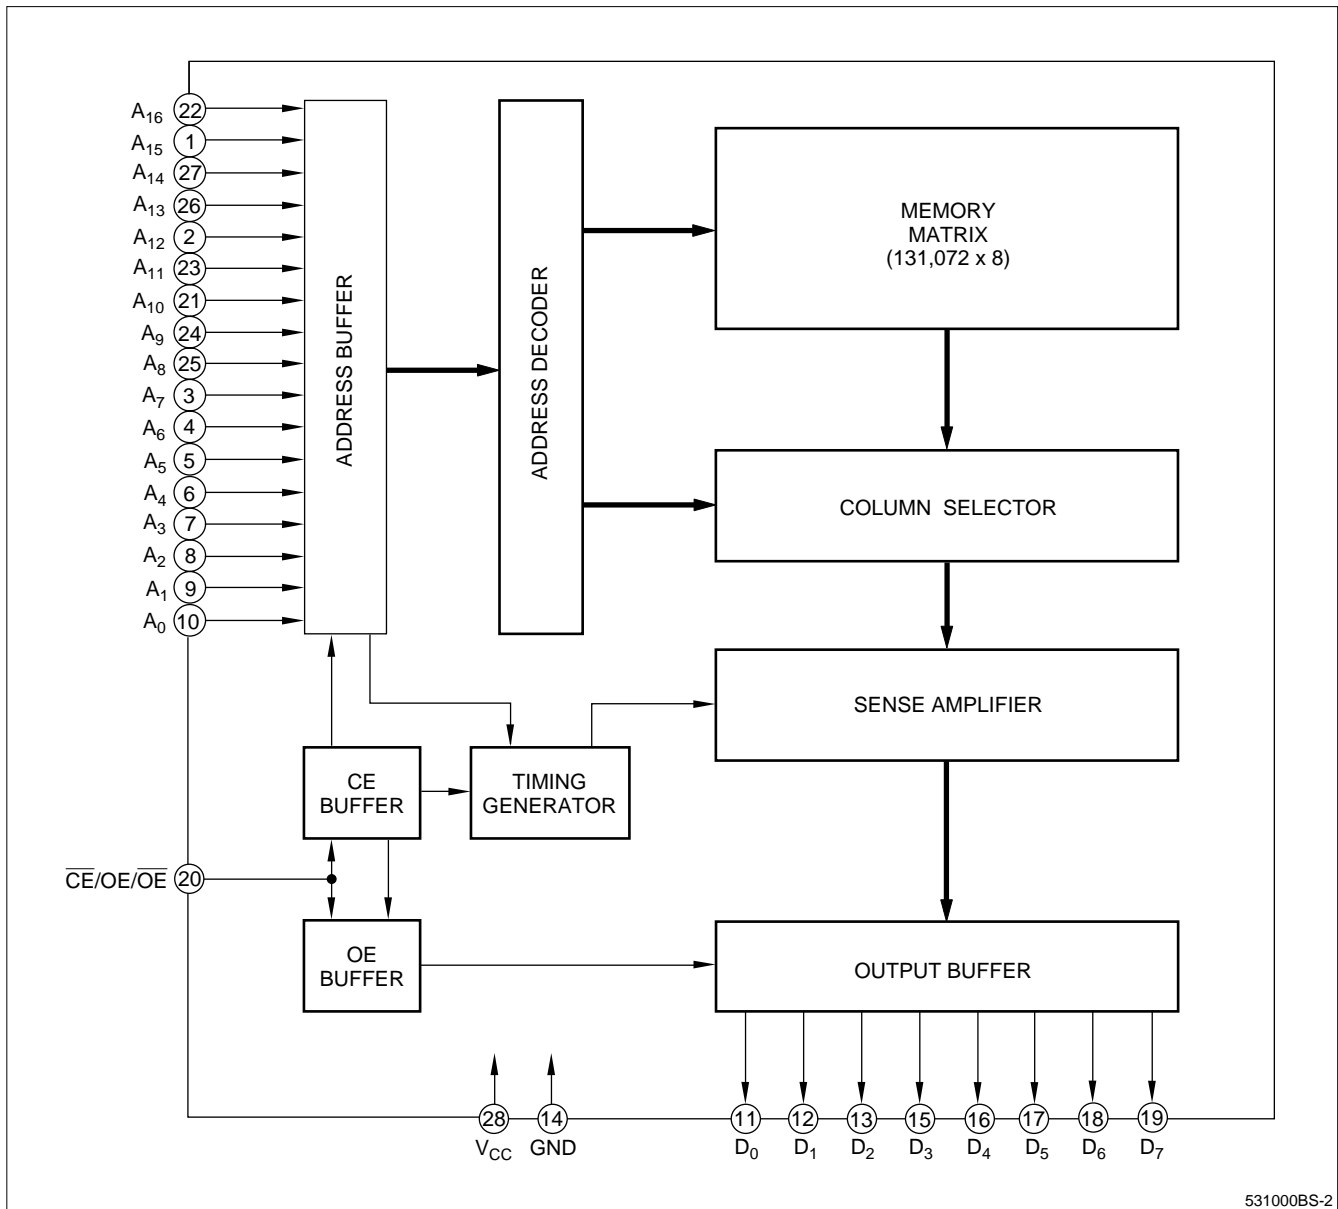 A16 22
A15 1
A14 27
A13 26
A12 2
A11 23
A10 21
A9 24
A8 25
A7 3
A6 4
A5 5
A4 6
A3 7
A2 8
A1 9
A0 10
ADDRESS BUFFER
ADDRESS DECODER
MEMORY
MATRIX
(131,072 x 8)
COLUMN SELECTOR
SENSE AMPLIFIER
CE
BUFFER
TIMING
GENERATOR
C̅E̅/OE/O̅E̅ 20
OE
BUFFER
OUTPUT BUFFER
28 14 11 12 13 15 16 17 18 19
VCC GND D0 D1 D2 D3 D4 D5 D6 D7
531000BS-2